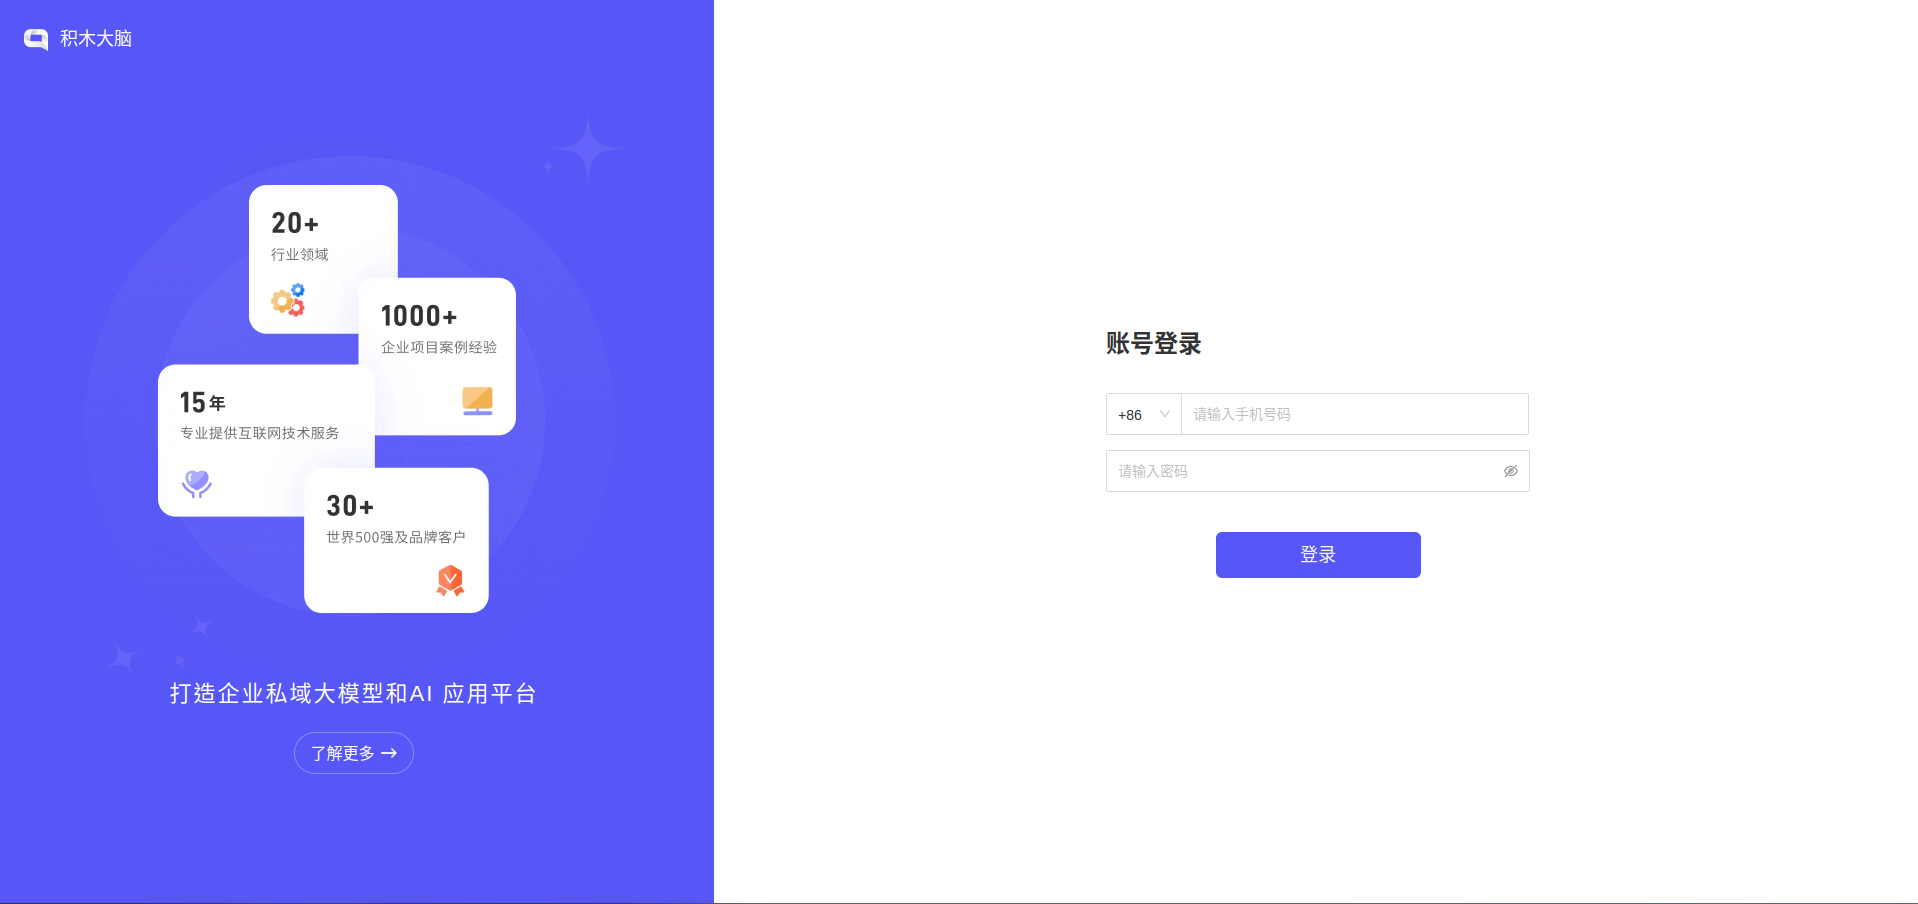 积木大脑
20+
行业领域
1000+
企业项目案例经验
15年
专业提供互联网技术服务
30+
世界500强及品牌客户
打造企业私域大模型和AI 应用平台
了解更多 →
账号登录
+86 请输入手机号码
请输入密码
登录